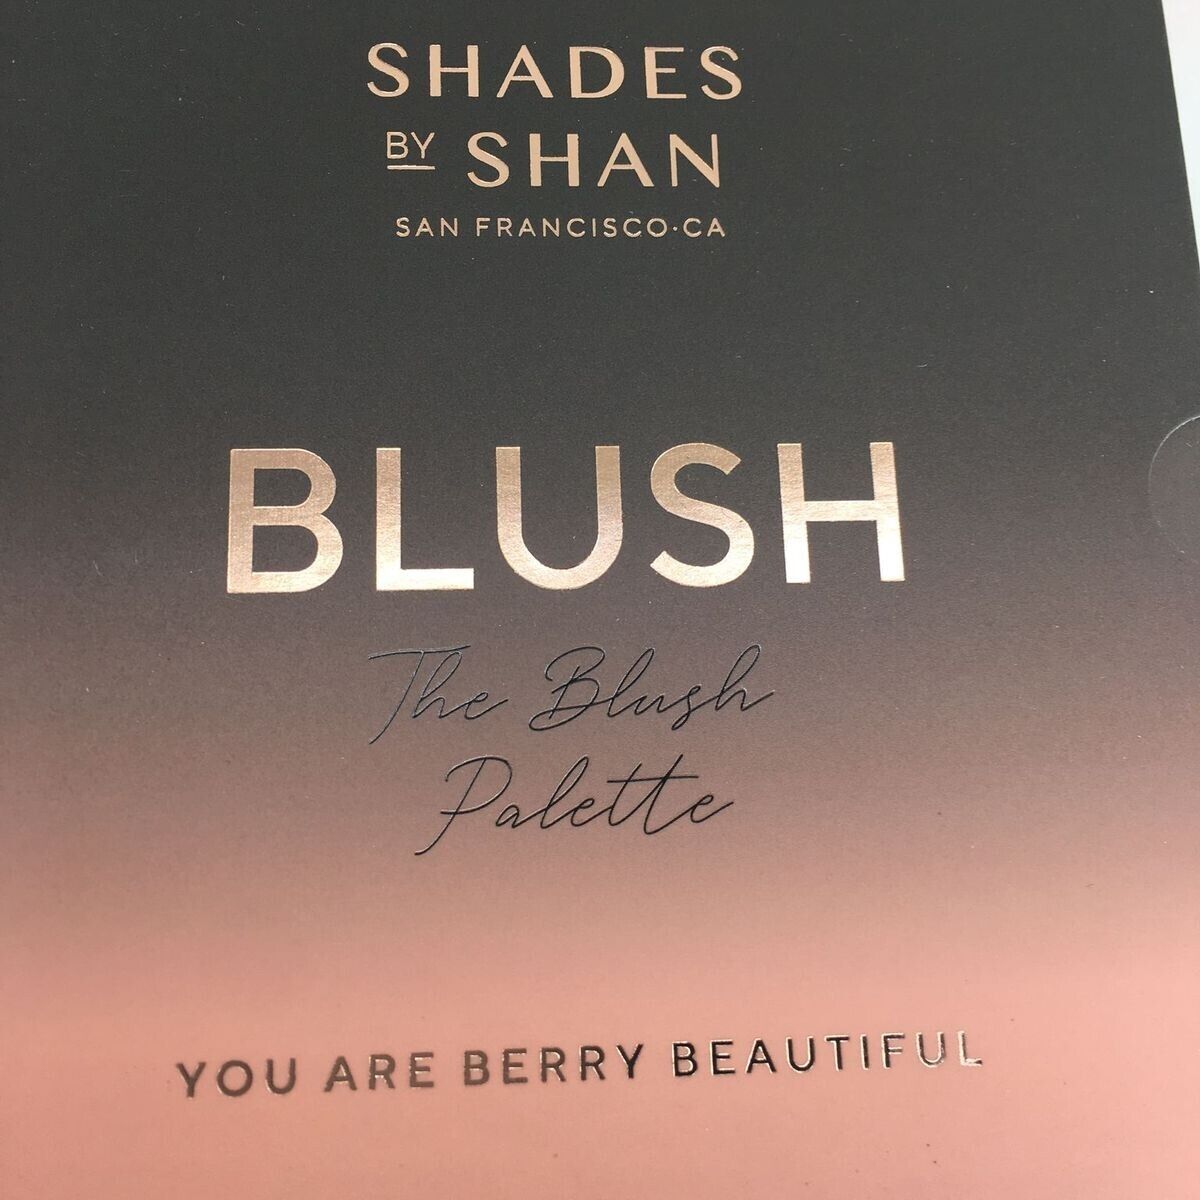 SHADES
BY SHAN
SAN FRANCISCO·CA
BLUSH
The Blush
Palette
YOU ARE BERRY BEAUTIFUL